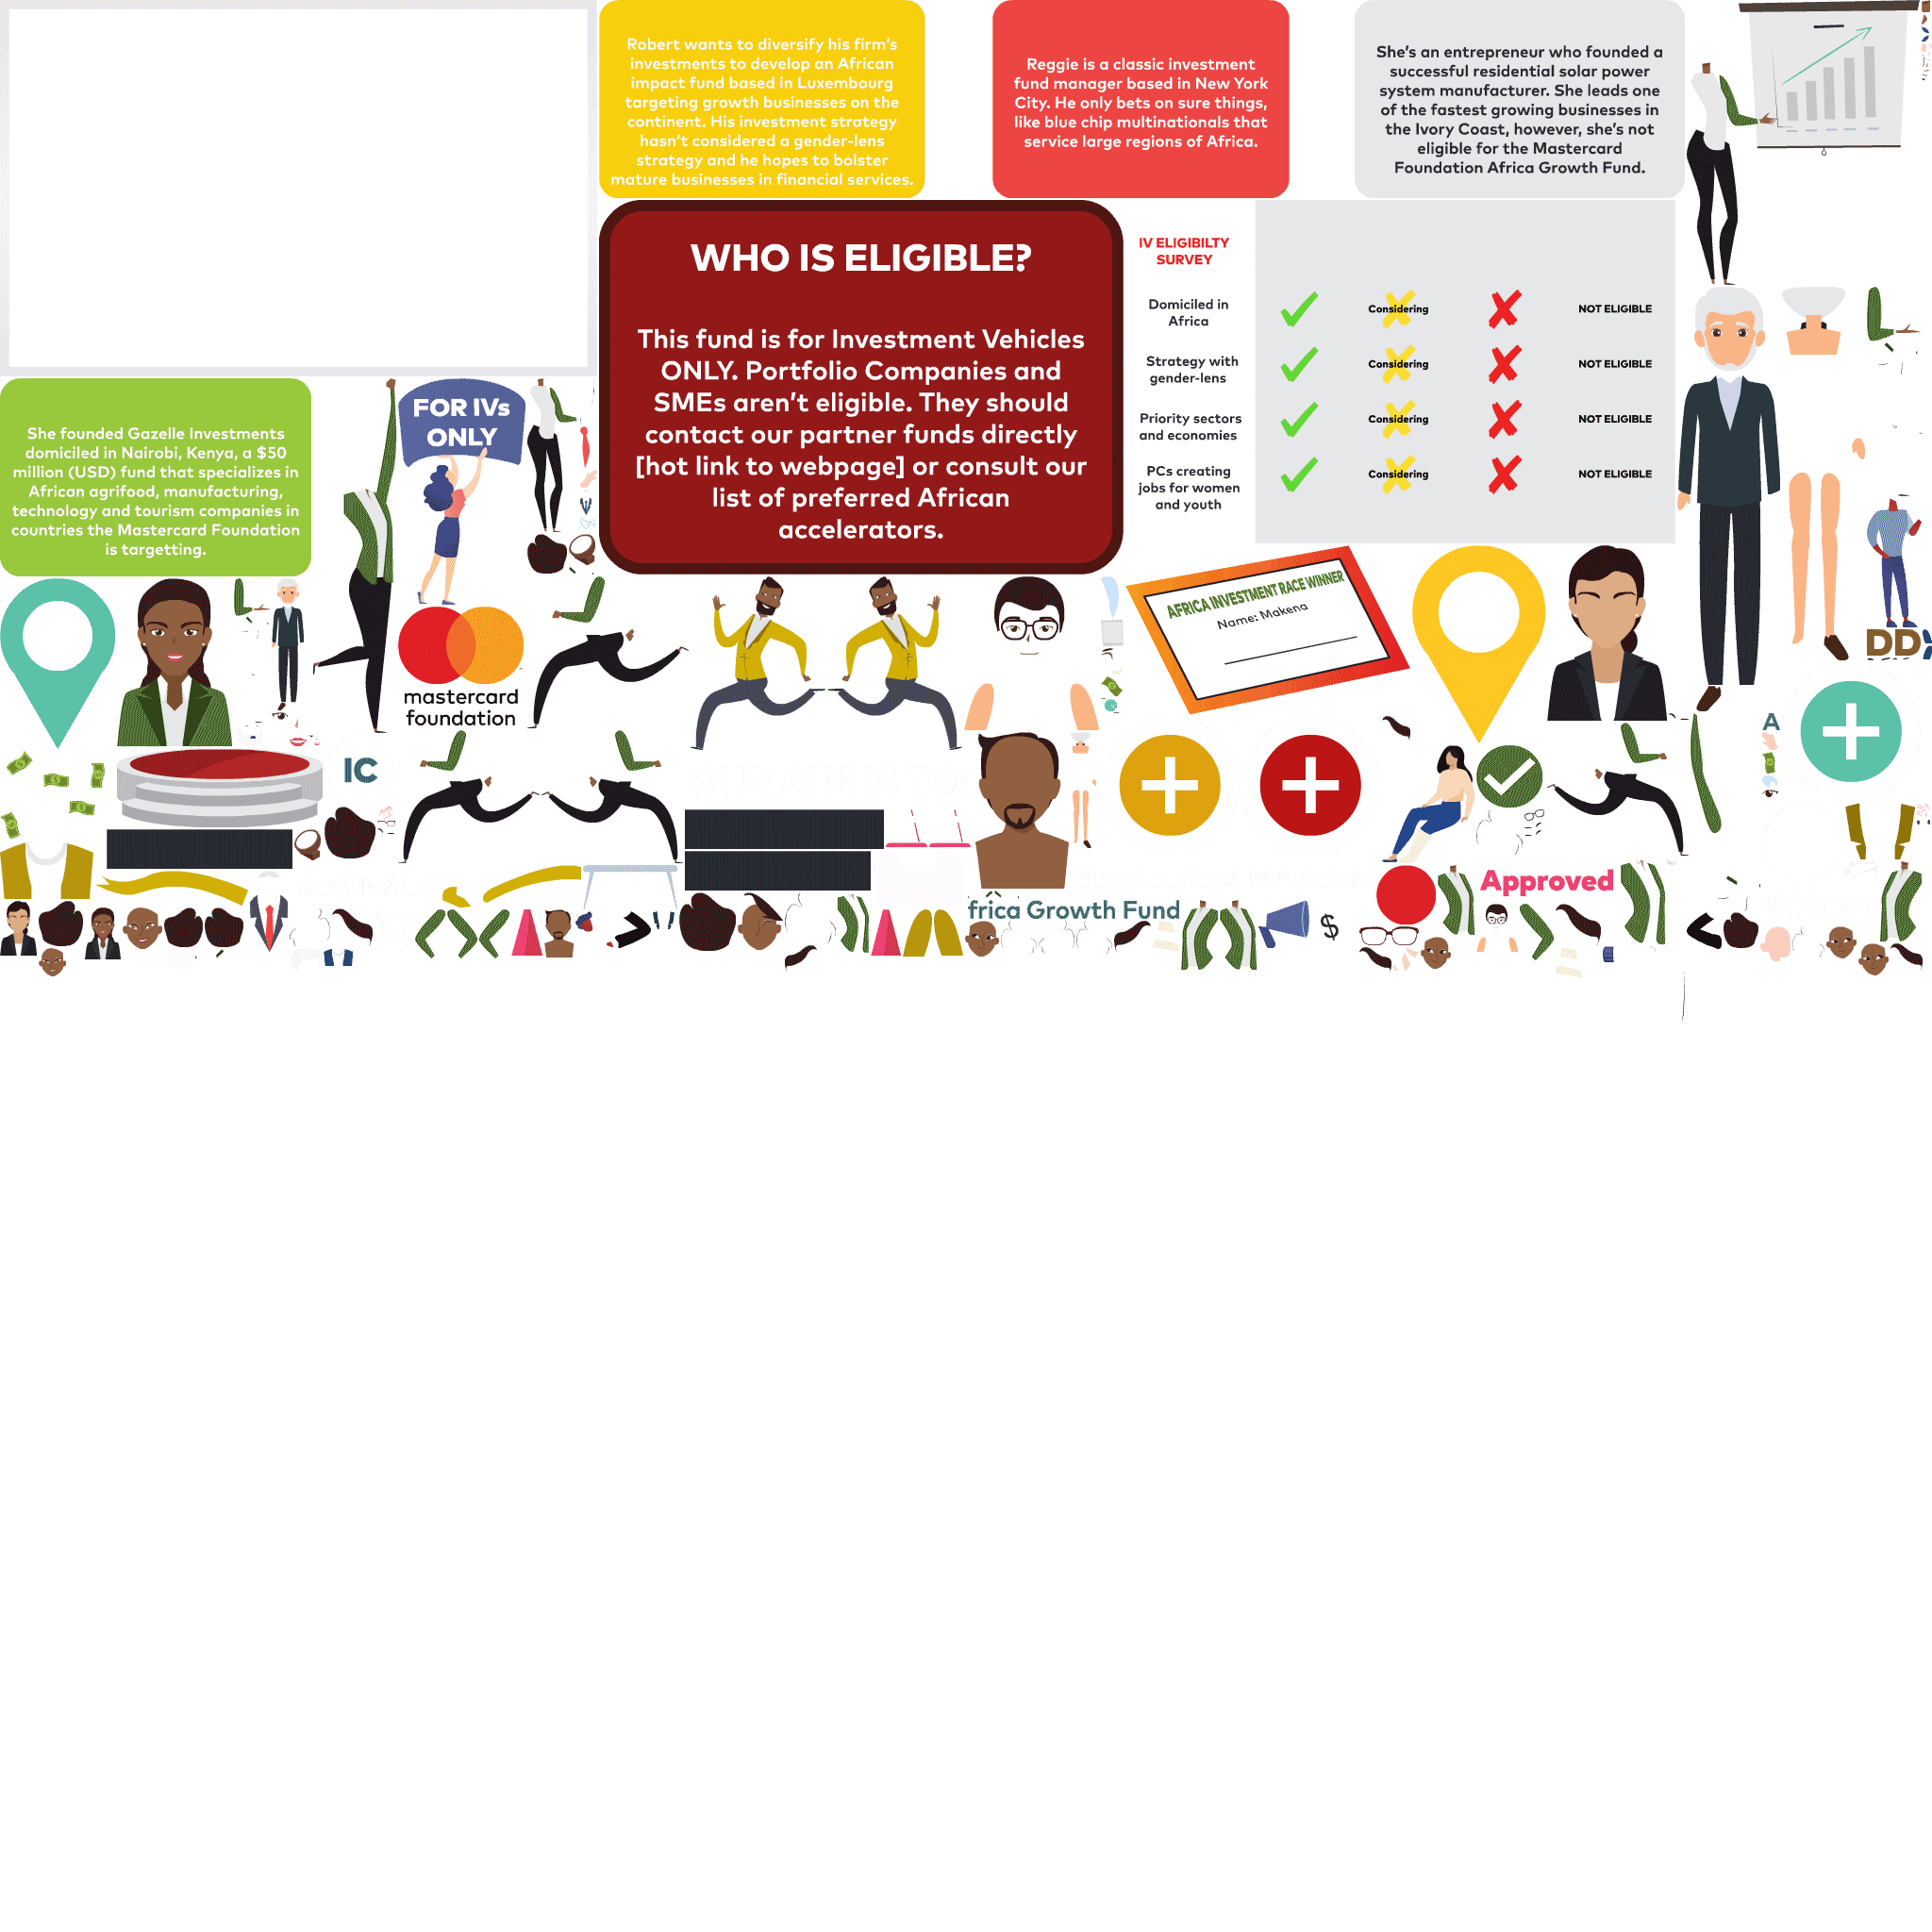 Robert wants to diversify his firm's
investments to develop an African
impact fund based in Luxembourg
targeting growth businesses on the
continent. His investment strategy
hasn't considered a gender-lens
strategy and he hopes to bolster
mature businesses in financial services.
Reggie is a classic investment
fund manager based in New York
City. He only bets on sure things,
like blue chip multinationals that
service large regions of Africa.
She's an entrepreneur who founded a
successful residential solar power
system manufacturer. She leads one
of the fastest growing businesses in
the Ivory Coast, however, she's not
eligible for the Mastercard
Foundation Africa Growth Fund.
WHO IS ELIGIBLE?
This fund is for Investment Vehicles
ONLY. Portfolio Companies and
SMEs aren't eligible. They should
contact our partner funds directly
[hot link to webpage] or consult our
list of preferred African
accelerators.
IV ELIGIBILTY
SURVEY
Domiciled in
Africa
Considering
NOT ELIGIBLE
Strategy with
gender-lens
Considering
NOT ELIGIBLE
Priority sectors
and economies
Considering
NOT ELIGIBLE
PCs creating
jobs for women
and youth
Considering
NOT ELIGIBLE
She founded Gazelle Investments
domiciled in Nairobi, Kenya, a $50
million (USD) fund that specializes in
African agrifood, manufacturing,
technology and tourism companies in
countries the Mastercard Foundation
is targetting.
FOR IVs
ONLY
mastercard
foundation
AFRICA INVESTMENT RACE WINNER
Name: Makena
DD
A
IC
Approved
frica Growth Fund
$